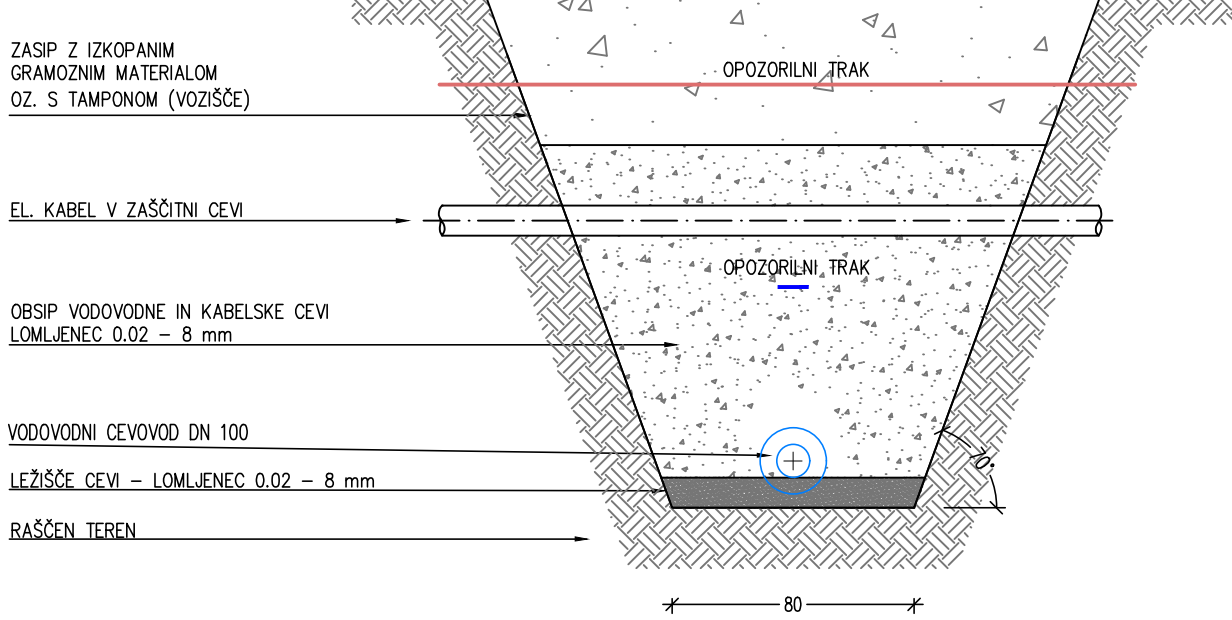 ZASIP Z IZKOPANIM
GRAMOZNIM MATERIALOM
OZ. S TAMPONOM (VOZIŠČE)
OPOZORILNI TRAK
EL. KABEL V ZAŠČITNI CEVI
OPOZORILNI TRAK
OBSIP VODOVODNE IN KABELSKE CEVI
LOMLJENEC 0.02 – 8 mm
VODOVODNI CEVOVOD DN 100
LEŽIŠČE CEVI – LOMLJENEC 0.02 – 8 mm
70°
RAŠČEN TEREN
80